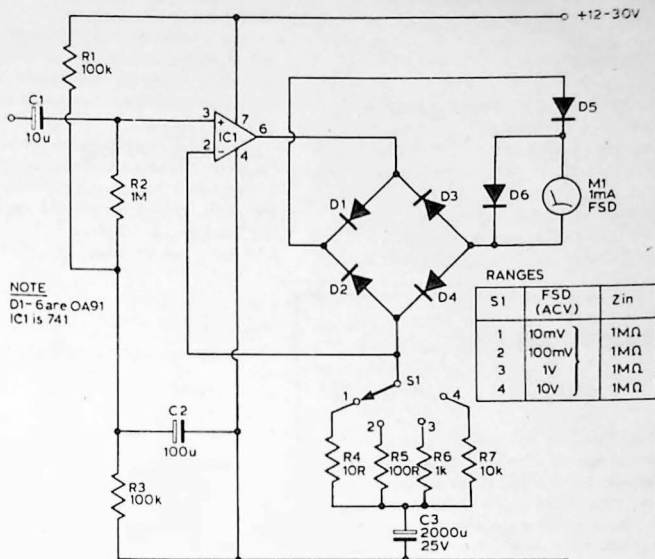 +12-30V
R1
100k
C1
10u
3
+
7
IC1
6
2
-
4
D5
R2
1M
D1
D3
D6
M1
1mA
FSD
NOTE
D1-6 are OA91
IC1 is 741
D2
D4
RANGES
S1 FSD (ACV) Zin
1 10mV 1MΩ
2 100mV 1MΩ
3 1V 1MΩ
4 10V 1MΩ
S1
1
4
2
3
C2
100u
R4
10R
R5
100R
R6
1k
R7
10k
R3
100k
C3
2000u
25V